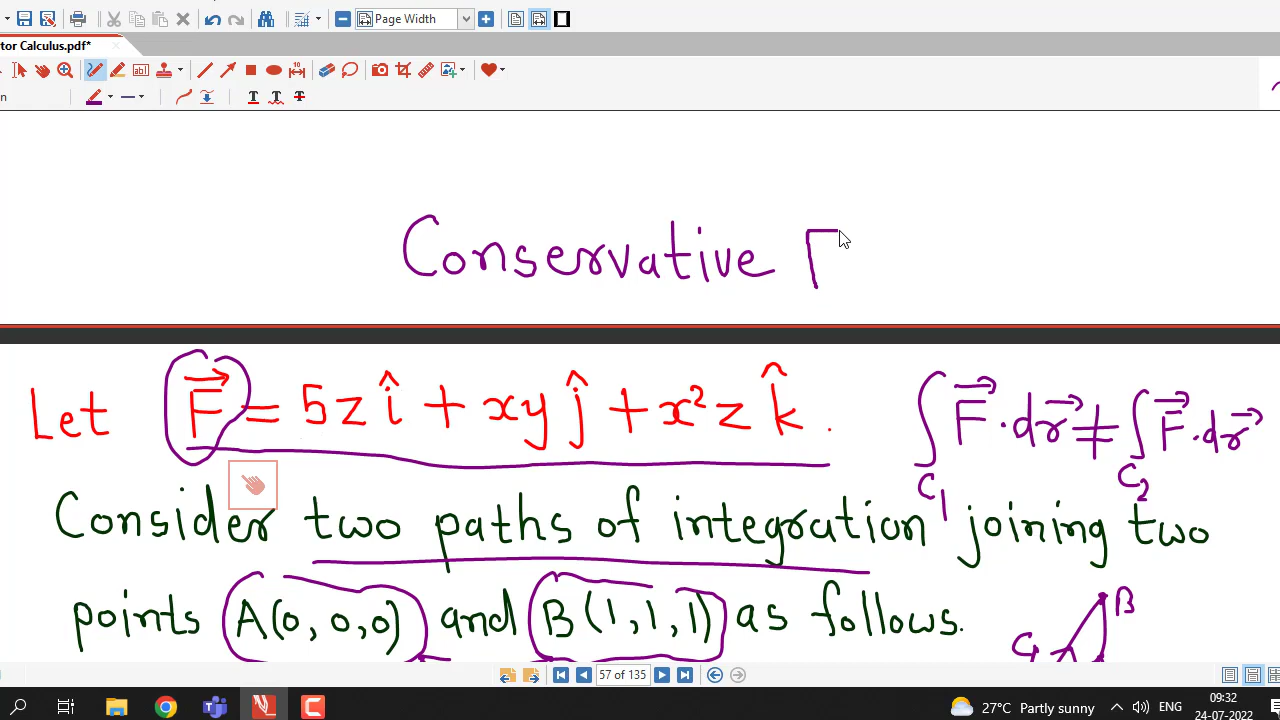 Page Width
tor Calculus.pdf*
T T T
Conservative
Let F⃗ = 5z î + xy ĵ + x² z k̂ .
∫C1 F⃗ · dr⃗ ≠ ∫C2 F⃗ · dr⃗
Consider two paths of integration joining two
points A(0, 0, 0) and B(1, 1, 1) as follows.
B
C1
57 of 135
27°C Partly sunny
ENG
09:32
24-07-2022